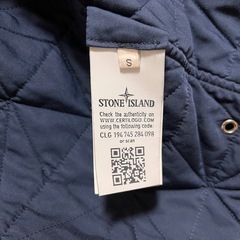 S
STONE ISLAND
Check the authenticity on
www.CERTILOGO.com
using the following code.
CLG 194 745 284 098
or scan